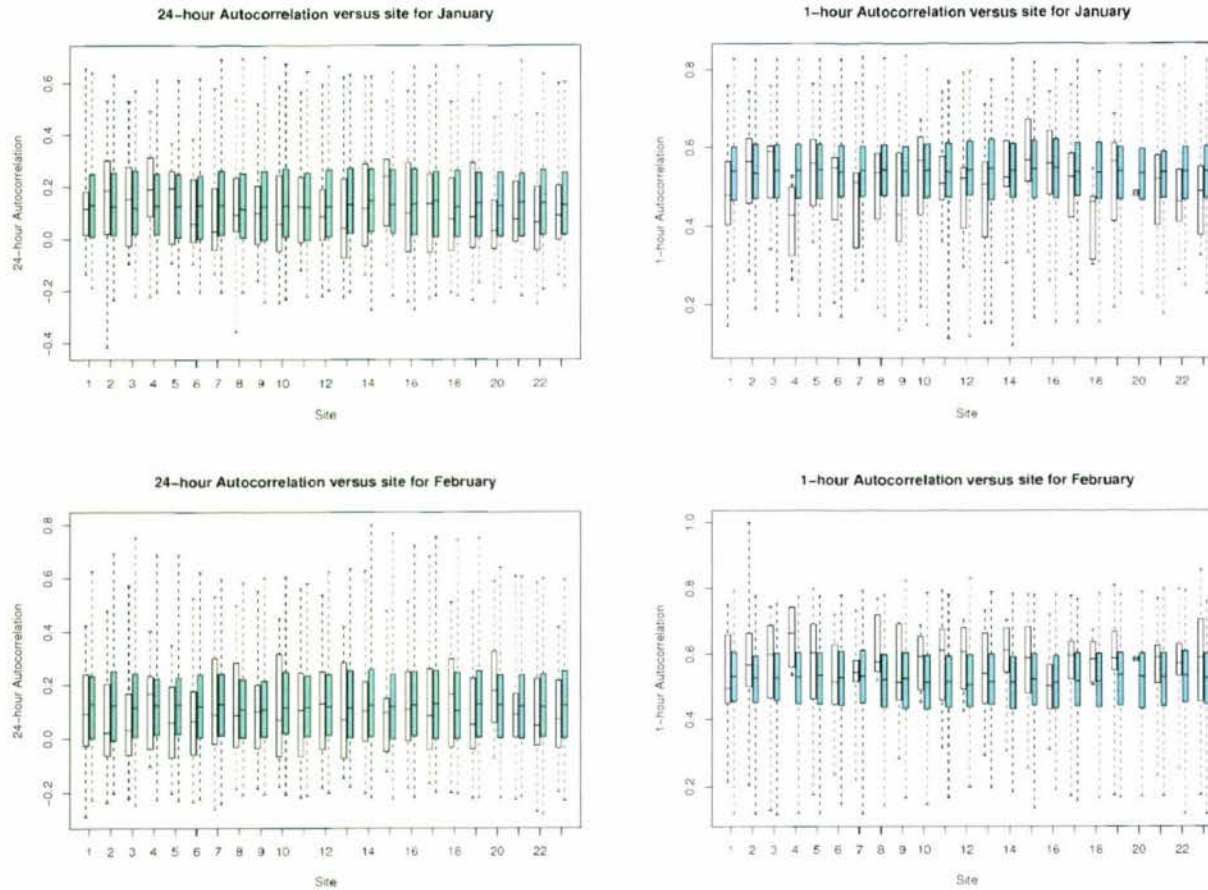 24-hour Autocorrelation versus site for January
24-hour Autocorrelation
0.6
0.4
0.2
0.0
-0.4
1 2 3 4 5 6 7 8 9 10 12 14 16 18 20 22
Site
1-hour Autocorrelation versus site for January
1-hour Autocorrelation
0.8
0.6
0.4
0.2
1 2 3 4 5 6 7 8 9 10 12 14 16 18 20 22
Site
24-hour Autocorrelation versus site for February
24-hour Autocorrelation
0.8
0.6
0.4
0.2
0.0
-0.2
1 2 3 4 5 6 7 8 9 10 12 14 16 18 20 22
Site
1-hour Autocorrelation versus site for February
1-hour Autocorrelation
1.0
0.8
0.6
0.4
0.2
1 2 3 4 5 6 7 8 9 10 12 14 16 18 20 22
Site